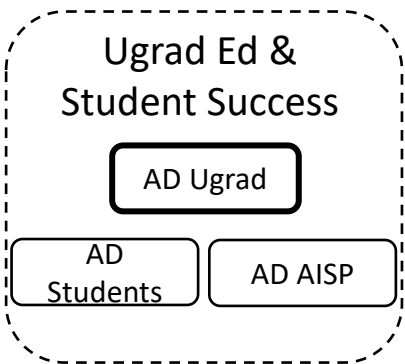 Ugrad Ed &
Student Success
AD Ugrad
AD
Students
AD AISP